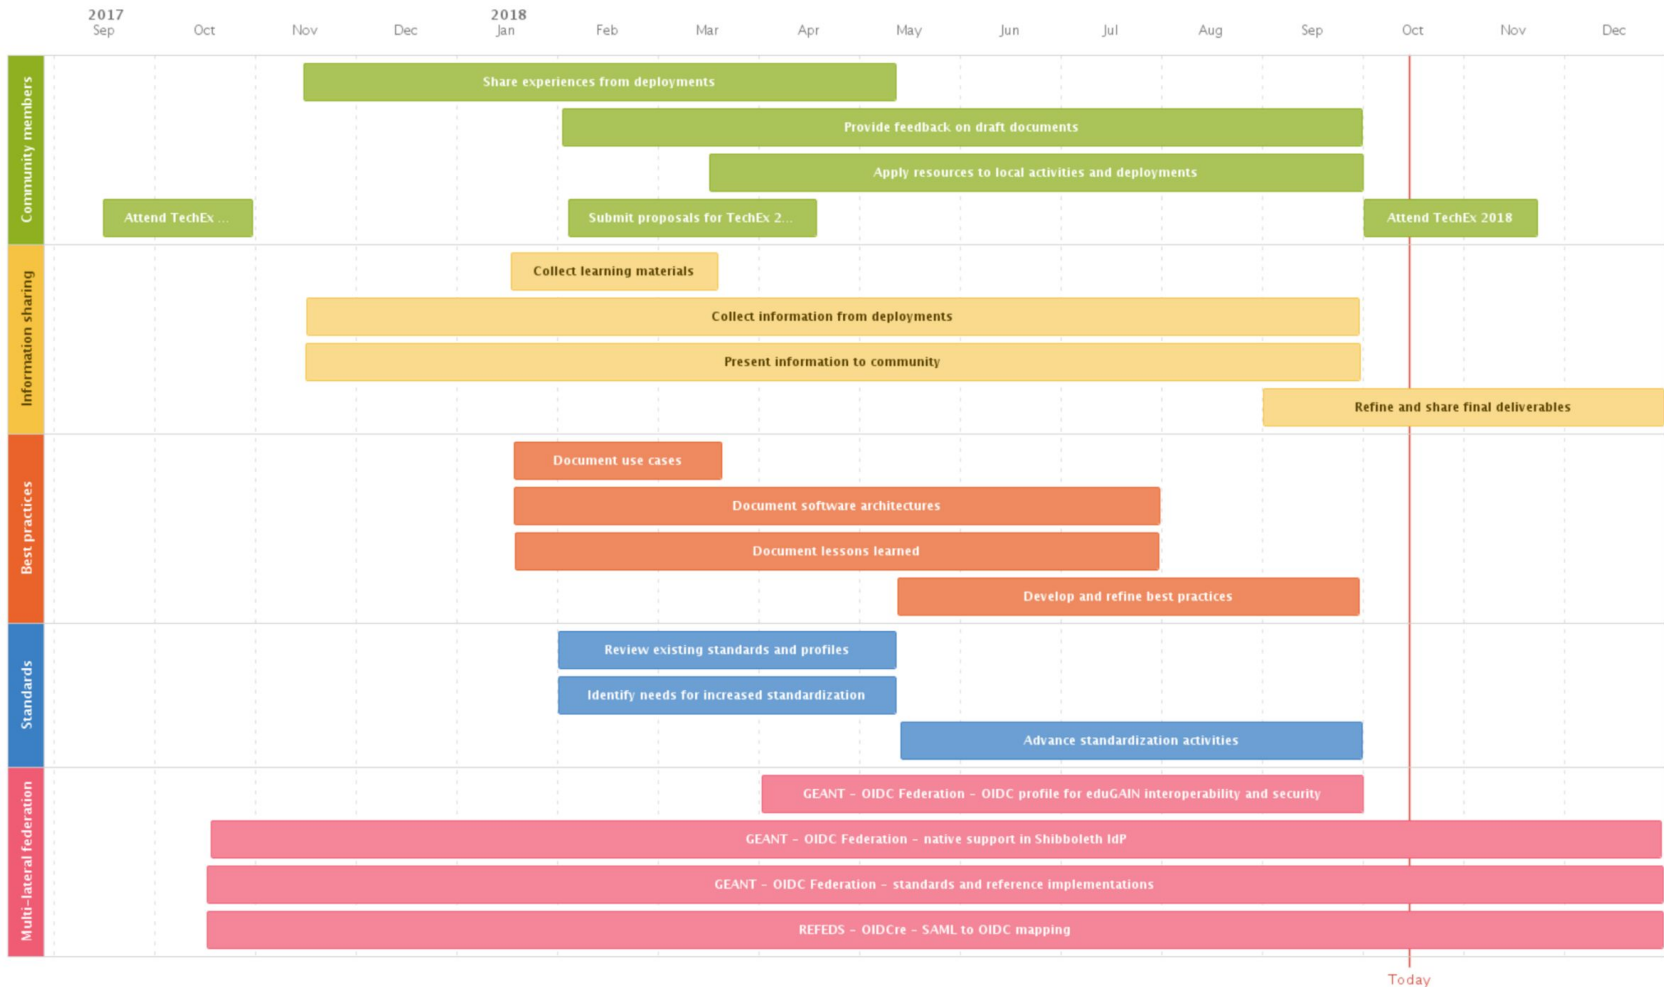 2017
2018
Sep Oct Nov Dec Jan Feb Mar Apr May Jun Jul Aug Sep Oct Nov Dec
Community members
Share experiences from deployments
Provide feedback on draft documents
Apply resources to local activities and deployments
Attend TechEx ...
Submit proposals for TechEx 2...
Attend TechEx 2018
Information sharing
Collect learning materials
Collect information from deployments
Present information to community
Refine and share final deliverables
Best practices
Document use cases
Document software architectures
Document lessons learned
Develop and refine best practices
Standards
Review existing standards and profiles
Identify needs for increased standardization
Advance standardization activities
Multi-lateral federation
GEANT - OIDC Federation - OIDC profile for eduGAIN interoperability and security
GEANT - OIDC Federation - native support in Shibboleth IdP
GEANT - OIDC Federation - standards and reference implementations
REFEDS - OIDCre - SAML to OIDC mapping
Today